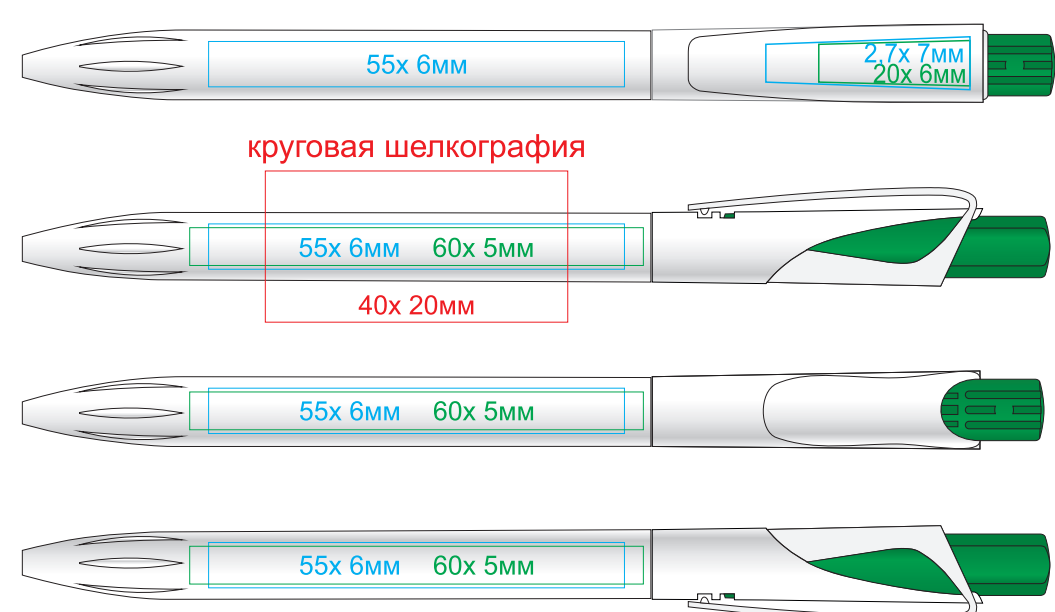 55х 6мм
2,7х 7мм
20х 6мм
круговая шелкография
55х 6мм 60х 5мм
40х 20мм
55х 6мм 60х 5мм
55х 6мм 60х 5мм